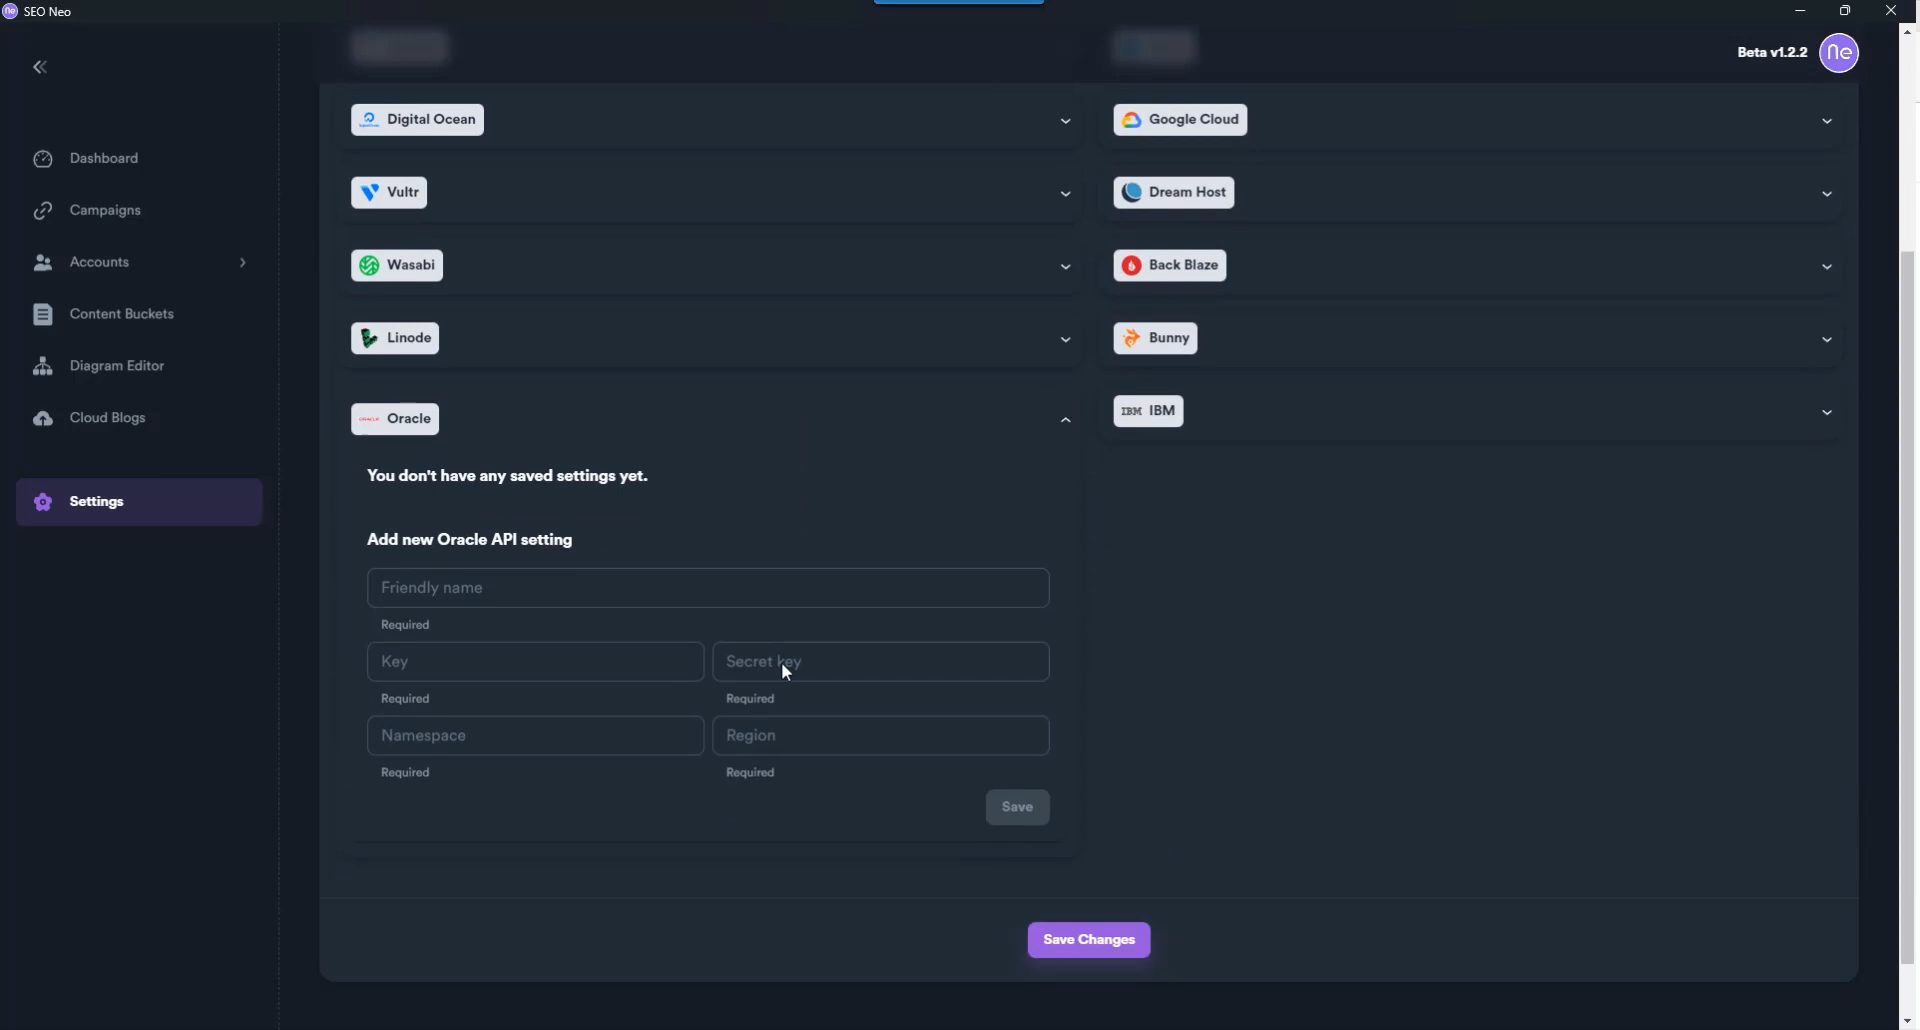 SEO Neo
Beta v1.2.2
Ne
Dashboard
Campaigns
Accounts
Content Buckets
Diagram Editor
Cloud Blogs
Settings
Digital Ocean
Google Cloud
Vultr
Dream Host
Wasabi
Back Blaze
Linode
Bunny
ORACLE Oracle
IBM IBM
You don't have any saved settings yet.
Add new Oracle API setting
Friendly name
Required
Key
Secret key
Required
Required
Namespace
Region
Required
Required
Save
Save Changes